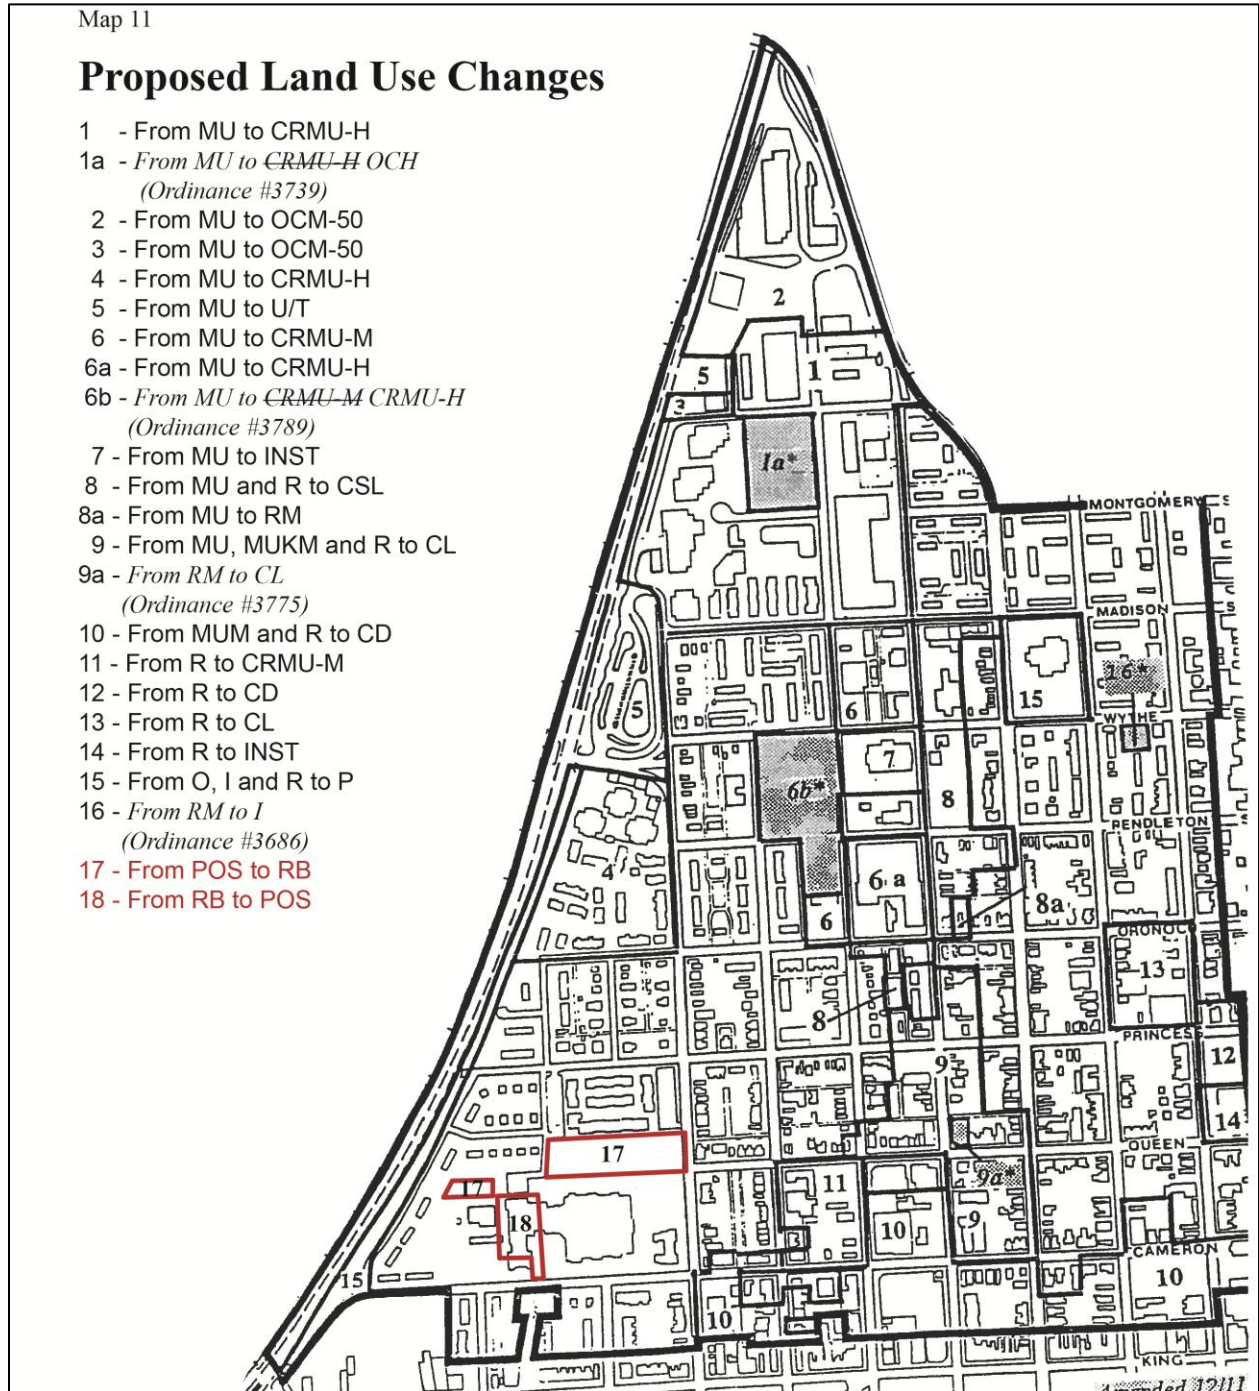 Map 11
Proposed Land Use Changes
1 - From MU to CRMU-H
1a - From MU to CRMU-H OCH
(Ordinance #3739)
2 - From MU to OCM-50
3 - From MU to OCM-50
4 - From MU to CRMU-H
5 - From MU to U/T
6 - From MU to CRMU-M
6a - From MU to CRMU-H
6b - From MU to CRMU-M CRMU-H
(Ordinance #3789)
7 - From MU to INST
8 - From MU and R to CSL
8a - From MU to RM
9 - From MU, MUKM and R to CL
9a - From RM to CL
(Ordinance #3775)
10 - From MUM and R to CD
11 - From R to CRMU-M
12 - From R to CD
13 - From R to CL
14 - From R to INST
15 - From O, I and R to P
16 - From RM to I
(Ordinance #3686)
17 - From POS to RB
18 - From RB to POS
2
1
5
3
1a*
MONTGOMERY
MADISON
16*
5
6
15
WYTHE
7
6b*
8
PENDLETON
4
6 a
8a
6
ORONOCO
13
8
PRINCESS
9
12
14
QUEEN
17
17
11
9a*
18
10
9
CAMERON
15
10
10
KING
Amended 12/11